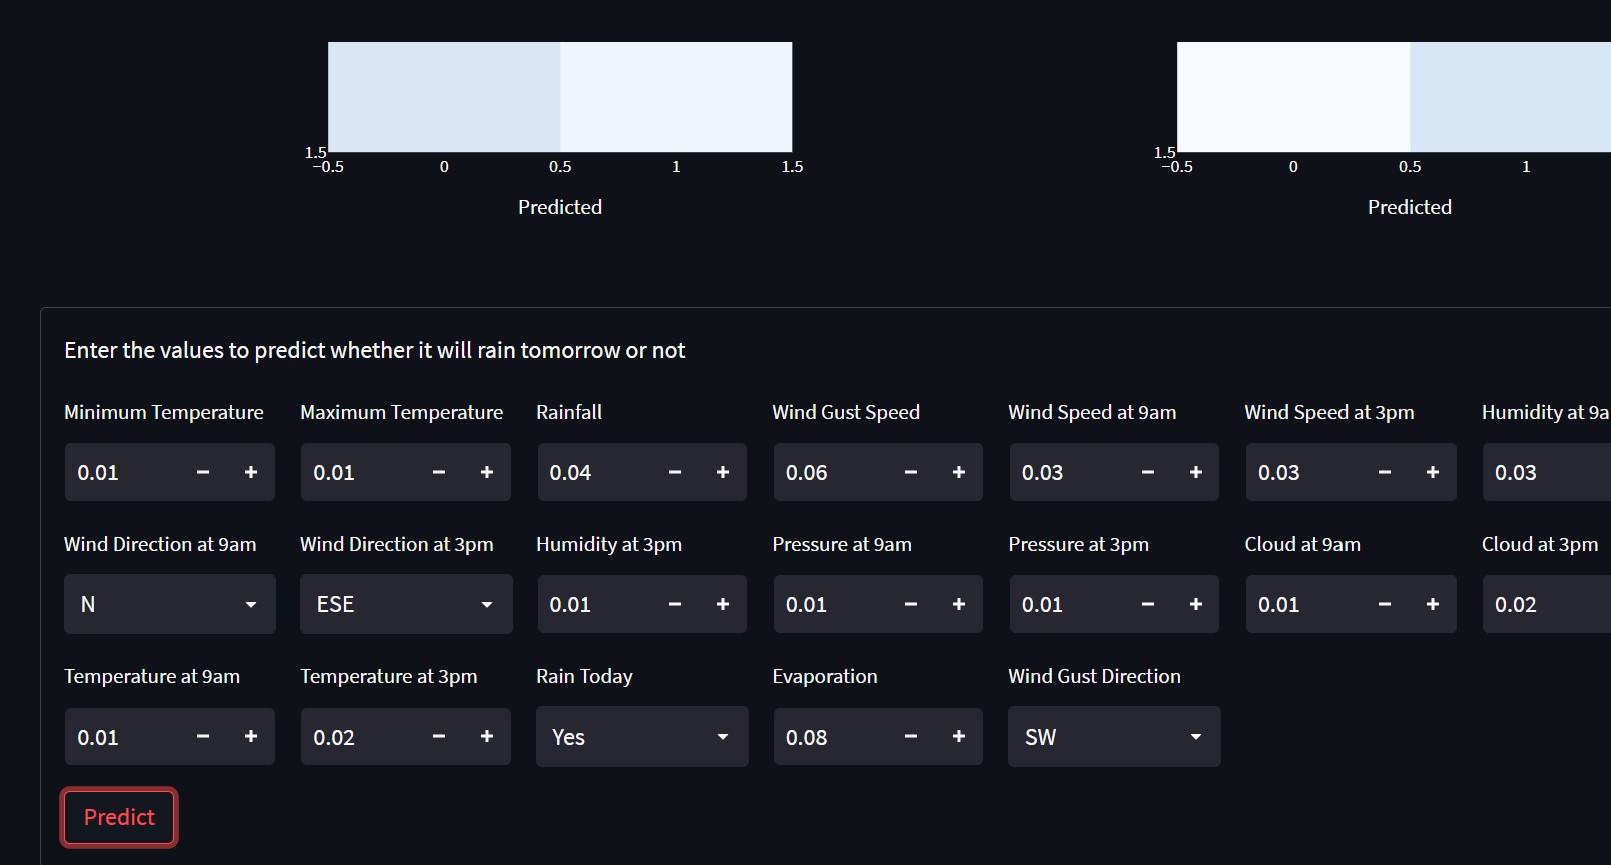 1.5 1.5
−0.5 0 0.5 1 1.5 −0.5 0 0.5 1
Predicted Predicted
Enter the values to predict whether it will rain tomorrow or not
Minimum Temperature Maximum Temperature Rainfall Wind Gust Speed Wind Speed at 9am Wind Speed at 3pm Humidity at 9a
0.01 − + 0.01 − + 0.04 − + 0.06 − + 0.03 − + 0.03 − + 0.03
Wind Direction at 9am Wind Direction at 3pm Humidity at 3pm Pressure at 9am Pressure at 3pm Cloud at 9am Cloud at 3pm
N ESE 0.01 − + 0.01 − + 0.01 − + 0.01 − + 0.02
Temperature at 9am Temperature at 3pm Rain Today Evaporation Wind Gust Direction
0.01 − + 0.02 − + Yes 0.08 − + SW
Predict